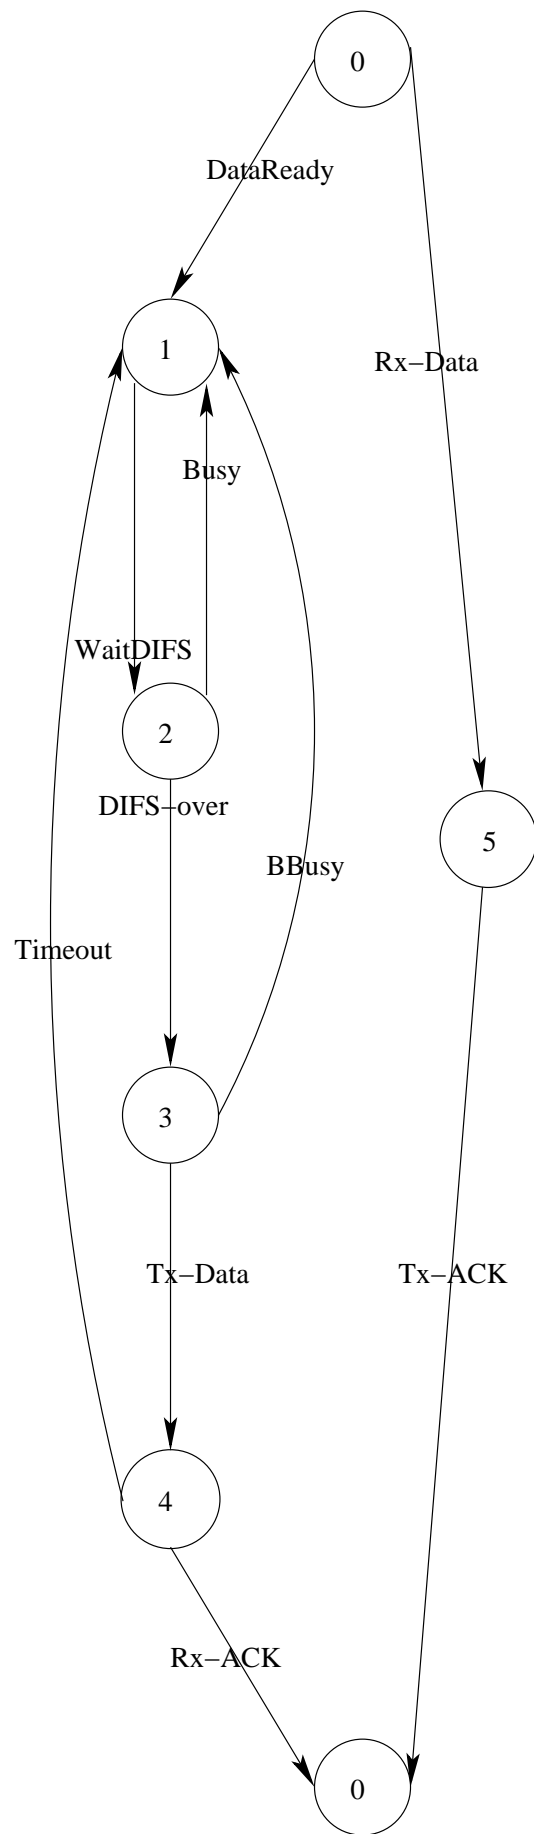 0
DataReady
1
Rx−Data
Busy
WaitDIFS
2
DIFS−over
5
BBusy
Timeout
3
Tx−Data
Tx−ACK
4
Rx−ACK
0